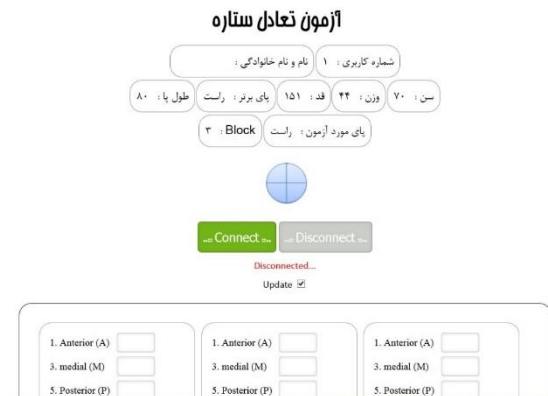 آزمون تعادل ستاره
شماره کاربری : ۱ نام و نام خانوادگی :
سن : ۷۰ وزن : ۴۴ قد : ۱۵۱ پای برتر : راست طول پا : ۸۰
پای مورد آزمون : راست Block : ۳
Connect Disconnect
Disconnected...
Update
1. Anterior (A) 1. Anterior (A) 1. Anterior (A)
3. medial (M) 3. medial (M) 3. medial (M)
5. Posterior (P) 5. Posterior (P) 5. Posterior (P)